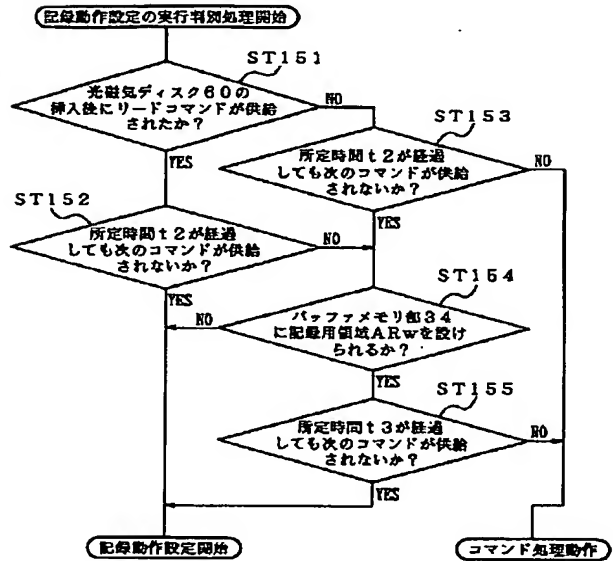 記録動作設定の実行判別処理開始
ST151
光磁気ディスク60の
挿入後にリードコマンドが供給
されたか?
NO
YES
ST153
所定時間t2が経過
しても次のコマンドが供給
されないか?
NO
YES
ST152
所定時間t2が経過
しても次のコマンドが供給
されないか?
NO
YES
ST154
バッファメモリ部34
に記録用領域ARwを設け
られるか?
NO
YES
ST155
所定時間t3が経過
しても次のコマンドが供給
されないか?
NO
YES
記録動作設定開始
コマンド処理動作